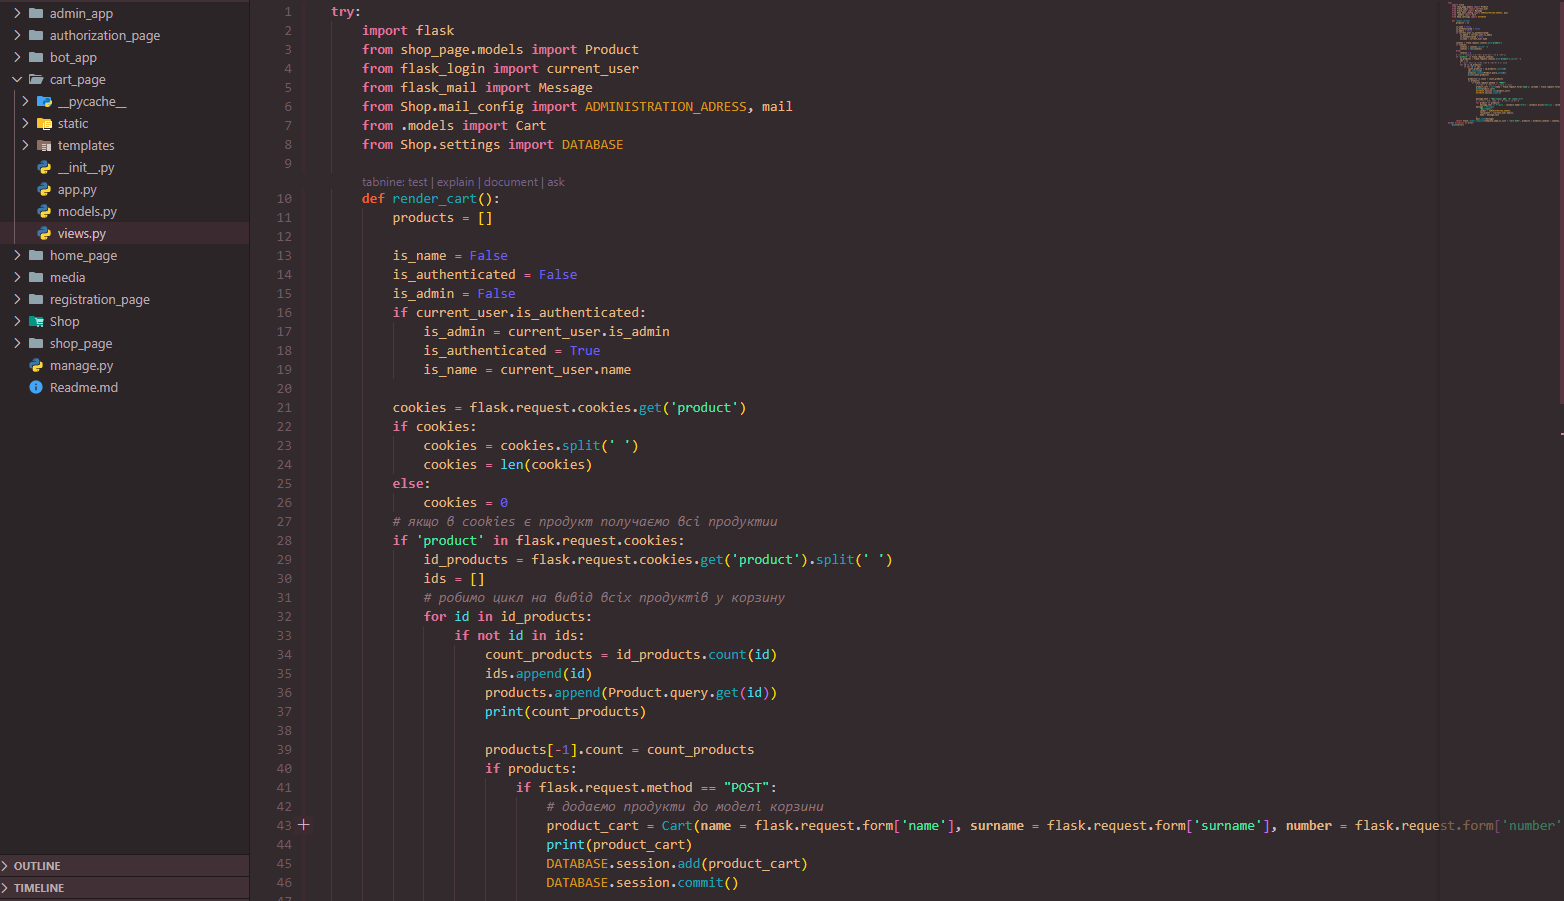 admin_app
authorization_page
bot_app
cart_page
__pycache__
static
templates
__init__.py
app.py
models.py
views.py
home_page
media
registration_page
Shop
shop_page
manage.py
Readme.md
OUTLINE
TIMELINE
1 try:
2 import flask
3 from shop_page.models import Product
4 from flask_login import current_user
5 from flask_mail import Message
6 from Shop.mail_config import ADMINISTRATION_ADRESS, mail
7 from .models import Cart
8 from Shop.settings import DATABASE
9
tabnine: test | explain | document | ask
10 def render_cart():
11 products = []
12
13 is_name = False
14 is_authenticated = False
15 is_admin = False
16 if current_user.is_authenticated:
17 is_admin = current_user.is_admin
18 is_authenticated = True
19 is_name = current_user.name
20
21 cookies = flask.request.cookies.get('product')
22 if cookies:
23 cookies = cookies.split(' ')
24 cookies = len(cookies)
25 else:
26 cookies = 0
27 # якщо в cookies є продукт получаємо всі продуктии
28 if 'product' in flask.request.cookies:
29 id_products = flask.request.cookies.get('product').split(' ')
30 ids = []
31 # робимо цикл на вивід всіх продуктів у корзину
32 for id in id_products:
33 if not id in ids:
34 count_products = id_products.count(id)
35 ids.append(id)
36 products.append(Product.query.get(id))
37 print(count_products)
38
39 products[-1].count = count_products
40 if products:
41 if flask.request.method == "POST":
42 # додаємо продукти до моделі корзини
43 product_cart = Cart(name = flask.request.form['name'], surname = flask.request.form['surname'], number = flask.request.form['number'
44 print(product_cart)
45 DATABASE.session.add(product_cart)
46 DATABASE.session.commit()